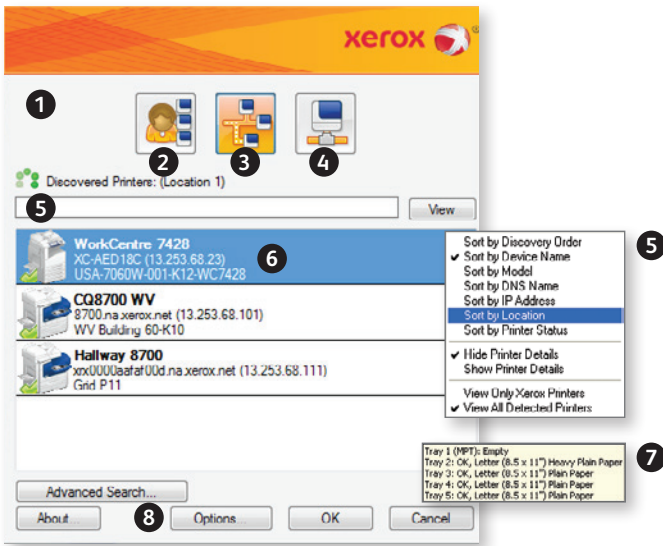 xerox
1
2
3
4
Discovered Printers: (Location 1)
5
View
WorkCentre 7428
XC-AED18C (13.253.68.23)
USA-7060W-001-K12-WC7428
6
CQ8700 WV
8700.na.xerox.net (13.253.68.101)
WV Building 60-K10
Hallway 8700
xrx0000aafaf00d.na.xerox.net (13.253.68.111)
Grid P11
Sort by Discovery Order
5
✔ Sort by Device Name
Sort by Model
Sort by DNS Name
Sort by IP Address
Sort by Location
Sort by Printer Status
✔ Hide Printer Details
Show Printer Details
View Only Xerox Printers
✔ View All Detected Printers
Tray 1 (MPT): Empty
Tray 2: OK, Letter (8.5 x 11") Heavy Plain Paper
Tray 3: OK, Letter (8.5 x 11") Plain Paper
Tray 4: OK, Letter (8.5 x 11") Plain Paper
Tray 5: OK, Letter (8.5 x 11") Plain Paper
7
Advanced Search...
About...
8
Options...
OK
Cancel